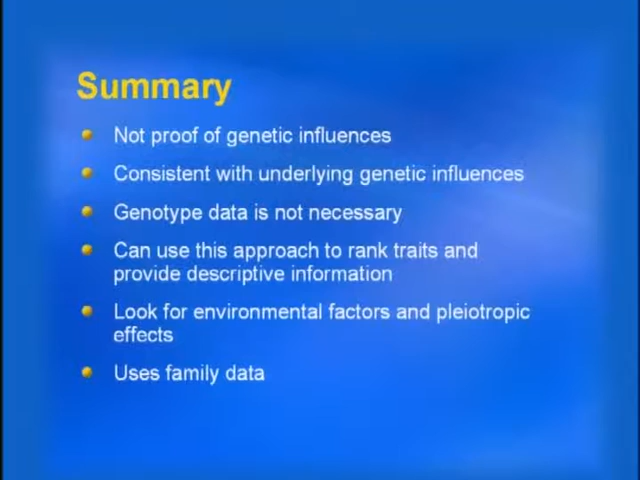 Summary
Not proof of genetic influences
Consistent with underlying genetic influences
Genotype data is not necessary
Can use this approach to rank traits and
provide descriptive information
Look for environmental factors and pleiotropic
effects
Uses family data